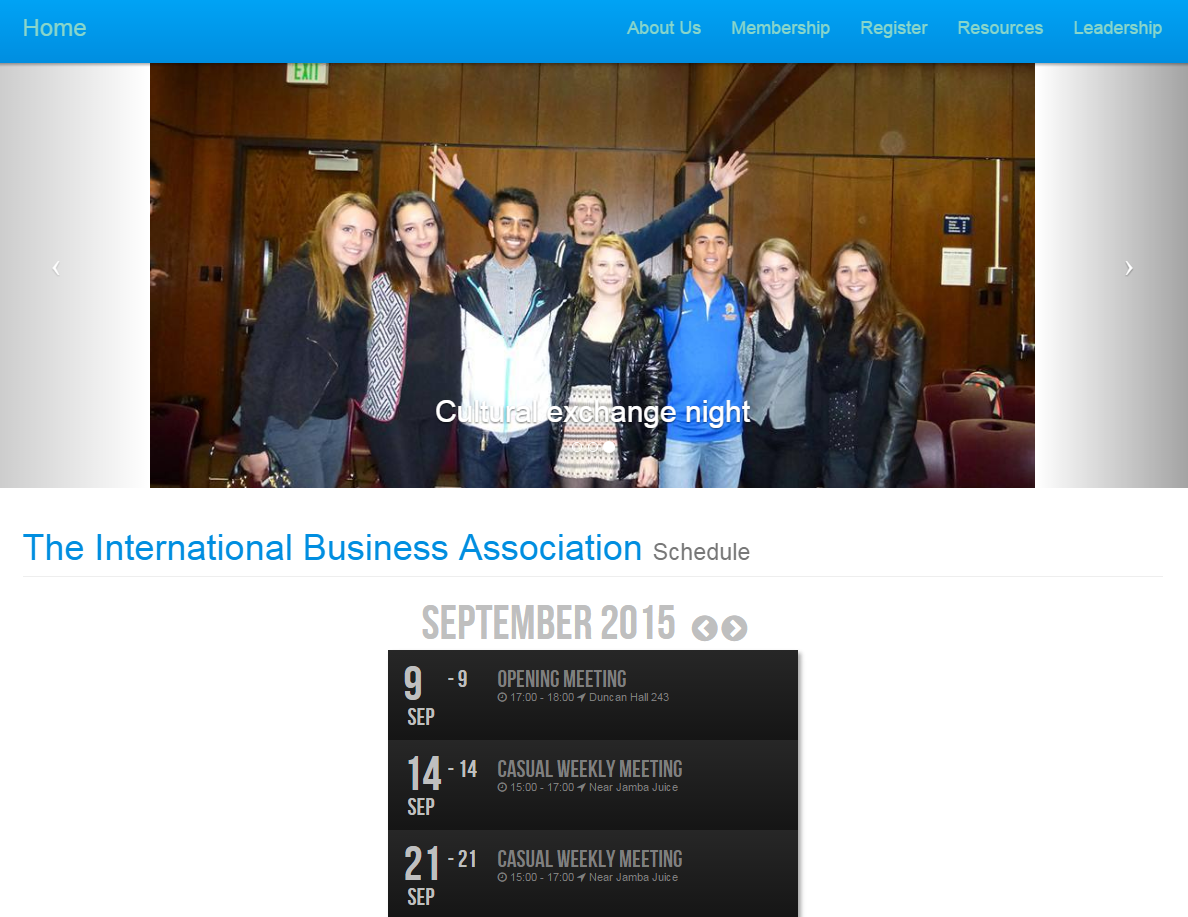 Home About Us Membership Register Resources Leadership
EXIT
Cultural exchange night
The International Business Association Schedule
SEPTEMBER 2015
9 - 9 OPENING MEETING
SEP 17:00 - 18:00 Duncan Hall 243
14 - 14 CASUAL WEEKLY MEETING
SEP 15:00 - 17:00 Near Jamba Juice
21 - 21 CASUAL WEEKLY MEETING
SEP 15:00 - 17:00 Near Jamba Juice